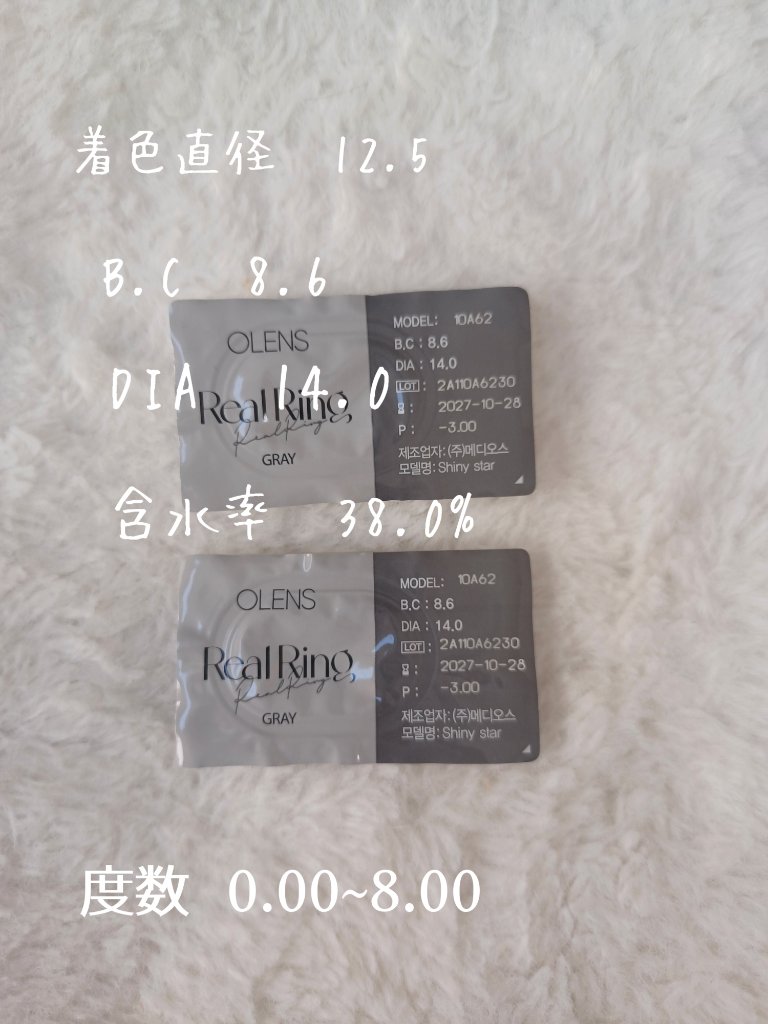 着色直径 12.5
B.C 8.6
DIA 14.0
含水率 38.0%
度数 0.00~8.00
OLENS
Real Ring
RealRing
GRAY
MODEL: 10A62
B.C : 8.6
DIA : 14.0
LOT : 2A110A6230
: 2027-10-28
P : -3.00
제조업자: (주)메디오스
모델명: Shiny star
OLENS
Real Ring
RealRing
GRAY
MODEL: 10A62
B.C : 8.6
DIA : 14.0
LOT : 2A110A6230
: 2027-10-28
P : -3.00
제조업자: (주)메디오스
모델명: Shiny star